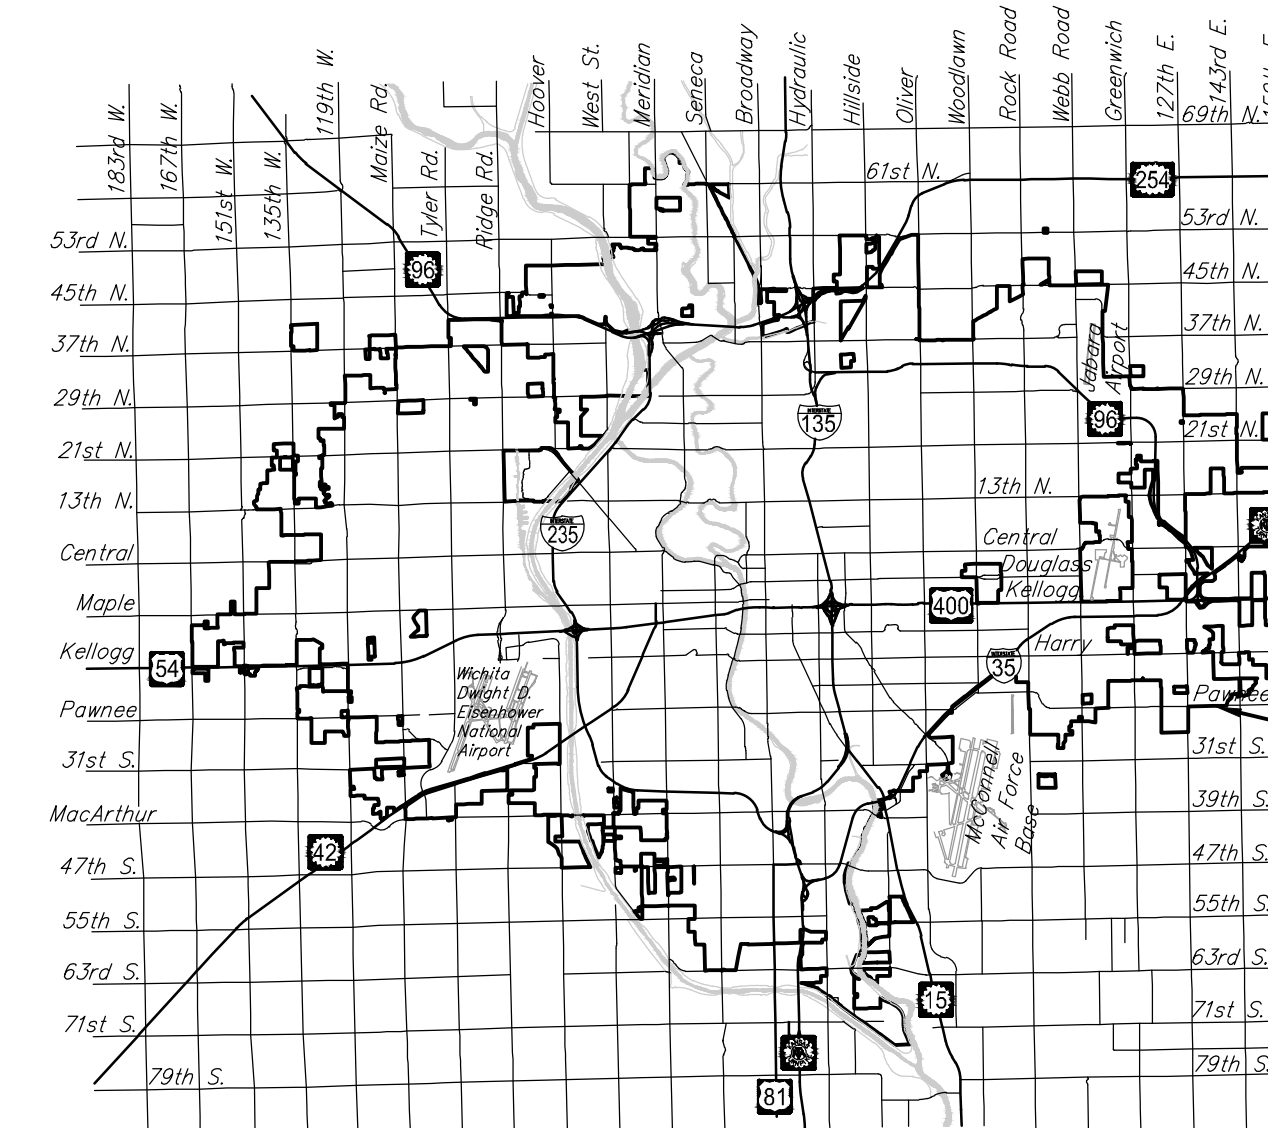 183rd W.
167th W.
151st W.
135th W.
119th W.
Maize Rd.
Tyler Rd.
Ridge Rd.
Hoover
West St.
Meridian
Seneca
Broadway
Hydraulic
Hillside
Oliver
Woodlawn
Rock Road
Webb Road
Greenwich
127th E.
143rd E.
69th N.
61st N.
254
53rd N.
53rd N.
96
45th N.
45th N.
37th N.
37th N.
Jabara
Airport
29th N.
29th N.
INTERSTATE
135
96
21st N.
21st N.
13th N.
13th N.
INTERSTATE
235
Central
Central
Douglass
Kellogg
Maple
400
Kellogg
54
Harry
INTERSTATE
35
Wichita
Dwight D.
Eisenhower
National
Airport
Pawnee
Pawnee
31st S.
31st S.
McConnell
Air Force
Base
MacArthur
39th S.
42
47th S.
47th S.
55th S.
55th S.
63rd S.
63rd S.
15
71st S.
71st S.
79th S.
79th S.
81